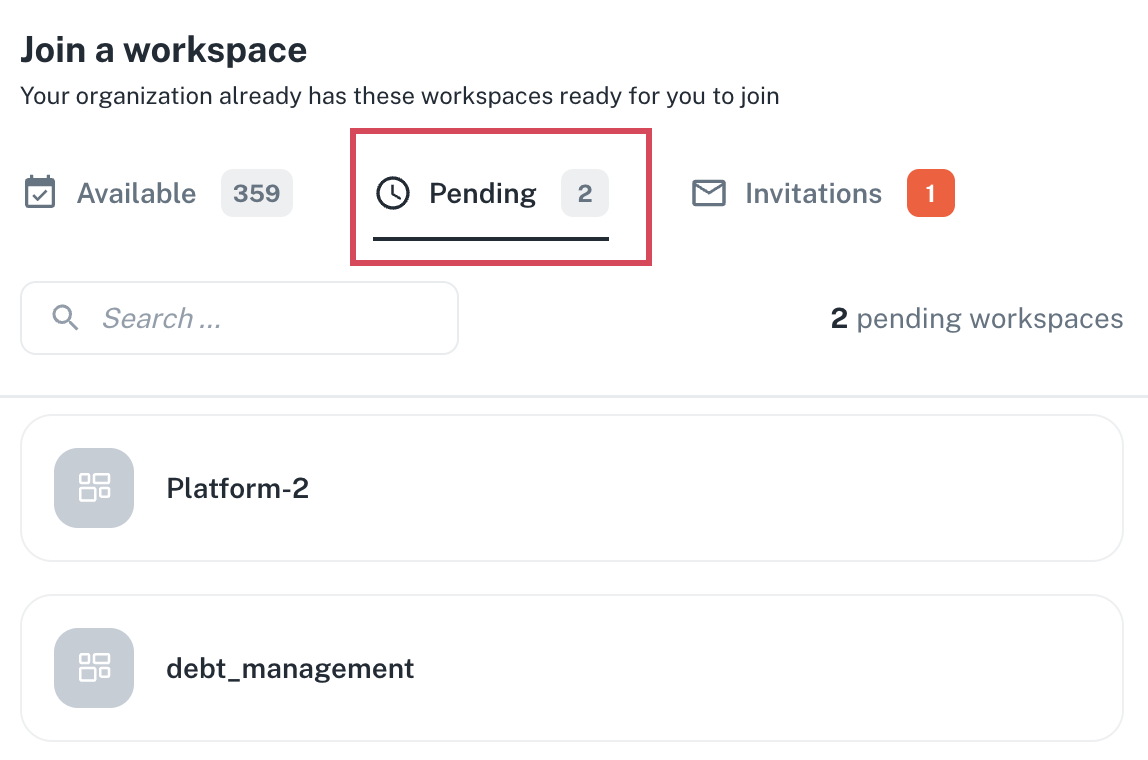 Join a workspace
Your organization already has these workspaces ready for you to join
Available 359 Pending 2 Invitations 1
Search ... 2 pending workspaces
Platform-2
debt_management